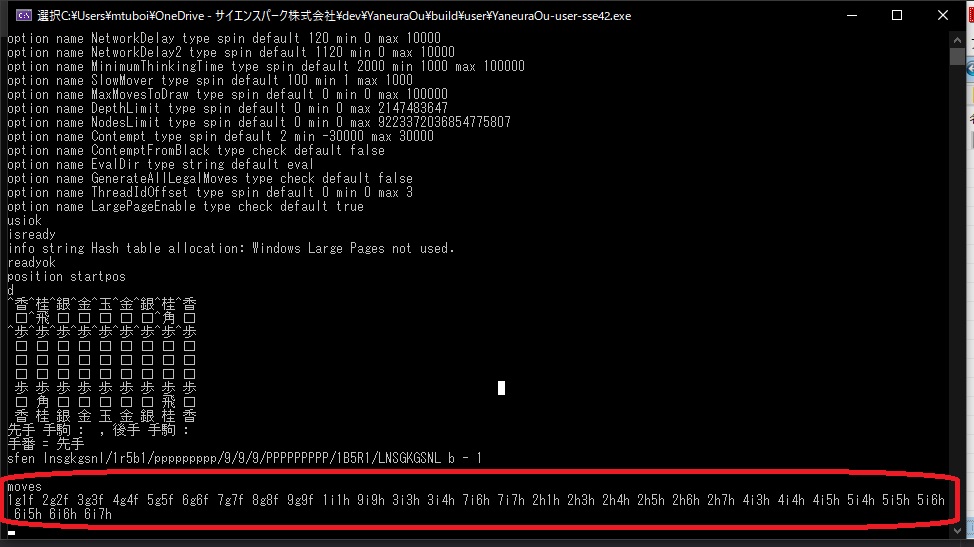 選択C:¥Users¥mtuboi¥OneDrive - サイエンスパーク株式会社¥dev¥YaneuraOu¥build¥user¥YaneuraOu-user-sse42.exe
option name NetworkDelay type spin default 120 min 0 max 10000
option name NetworkDelay2 type spin default 1120 min 0 max 10000
option name MinimumThinkingTime type spin default 2000 min 1000 max 100000
option name SlowMover type spin default 100 min 1 max 1000
option name MaxMovesToDraw type spin default 0 min 0 max 100000
option name DepthLimit type spin default 0 min 0 max 2147483647
option name NodesLimit type spin default 0 min 0 max 9223372036854775807
option name Contempt type spin default 2 min -30000 max 30000
option name ContemptFromBlack type check default false
option name EvalDir type string default eval
option name GenerateAllLegalMoves type check default false
option name ThreadIdOffset type spin default 0 min 0 max 3
option name LargePageEnable type check default true
usiok
isready
info string Hash table allocation: Windows Large Pages not used.
readyok
position startpos
d
^香^桂^銀^金^玉^金^銀^桂^香
 □^飛 □ □ □ □ □^角 □
^歩^歩^歩^歩^歩^歩^歩^歩^歩
 □ □ □ □ □ □ □ □ □
 □ □ □ □ □ □ □ □ □
 □ □ □ □ □ □ □ □ □
 歩 歩 歩 歩 歩 歩 歩 歩 歩
 □ 角 □ □ □ □ □ 飛 □
 香 桂 銀 金 玉 金 銀 桂 香
先手 手駒 :  , 後手 手駒 :
手番 = 先手
sfen lnsgkgsnl/1r5b1/ppppppppp/9/9/9/PPPPPPPPP/1B5R1/LNSGKGSNL b - 1
moves
1g1f 2g2f 3g3f 4g4f 5g5f 6g6f 7g7f 8g8f 9g9f 1i1h 9i9h 3i3h 3i4h 7i6h 7i7h 2h1h 2h3h 2h4h 2h5h 2h6h 2h7h 4i3h 4i4h 4i5h 5i4h 5i5h 5i6h
 6i5h 6i6h 6i7h